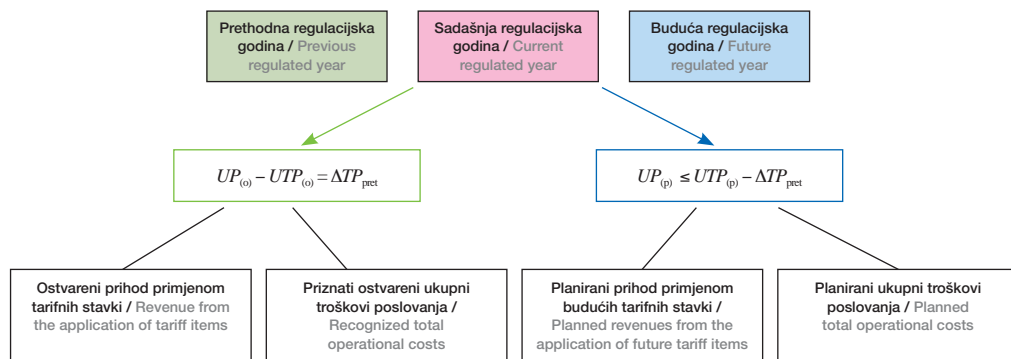 Prethodna regulacijska
godina / Previous
regulated year
Sadašnja regulacijska
godina / Current
regulated year
Buduća regulacijska
godina / Future
regulated year
UP(o) – UTP(o) = ΔTPpret
UP(p) ≤ UTP(p) – ΔTPpret
Ostvareni prihod primjenom
tarifnih stavki / Revenue from
the application of tariff items
Priznati ostvareni ukupni
troškovi poslovanja /
Recognized total
operational costs
Planirani prihod primjenom
budućih tarifnih stavki /
Planned revenues from the
application of future tariff items
Planirani ukupni troškovi
poslovanja / Planned
total operational costs